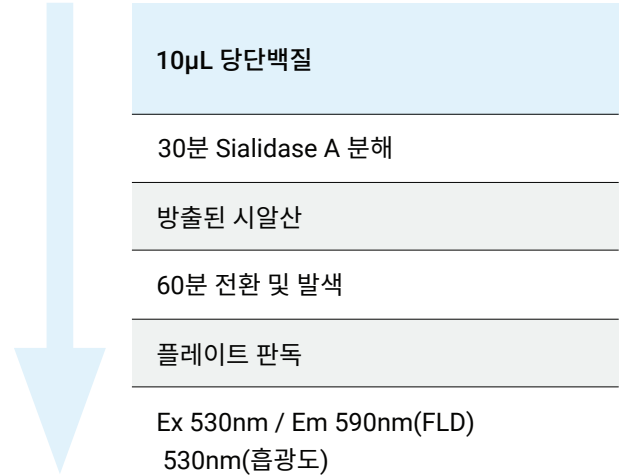 10µL 당단백질
30분 Sialidase A 분해
방출된 시알산
60분 전환 및 발색
플레이트 판독
Ex 530nm / Em 590nm(FLD)
530nm(흡광도)